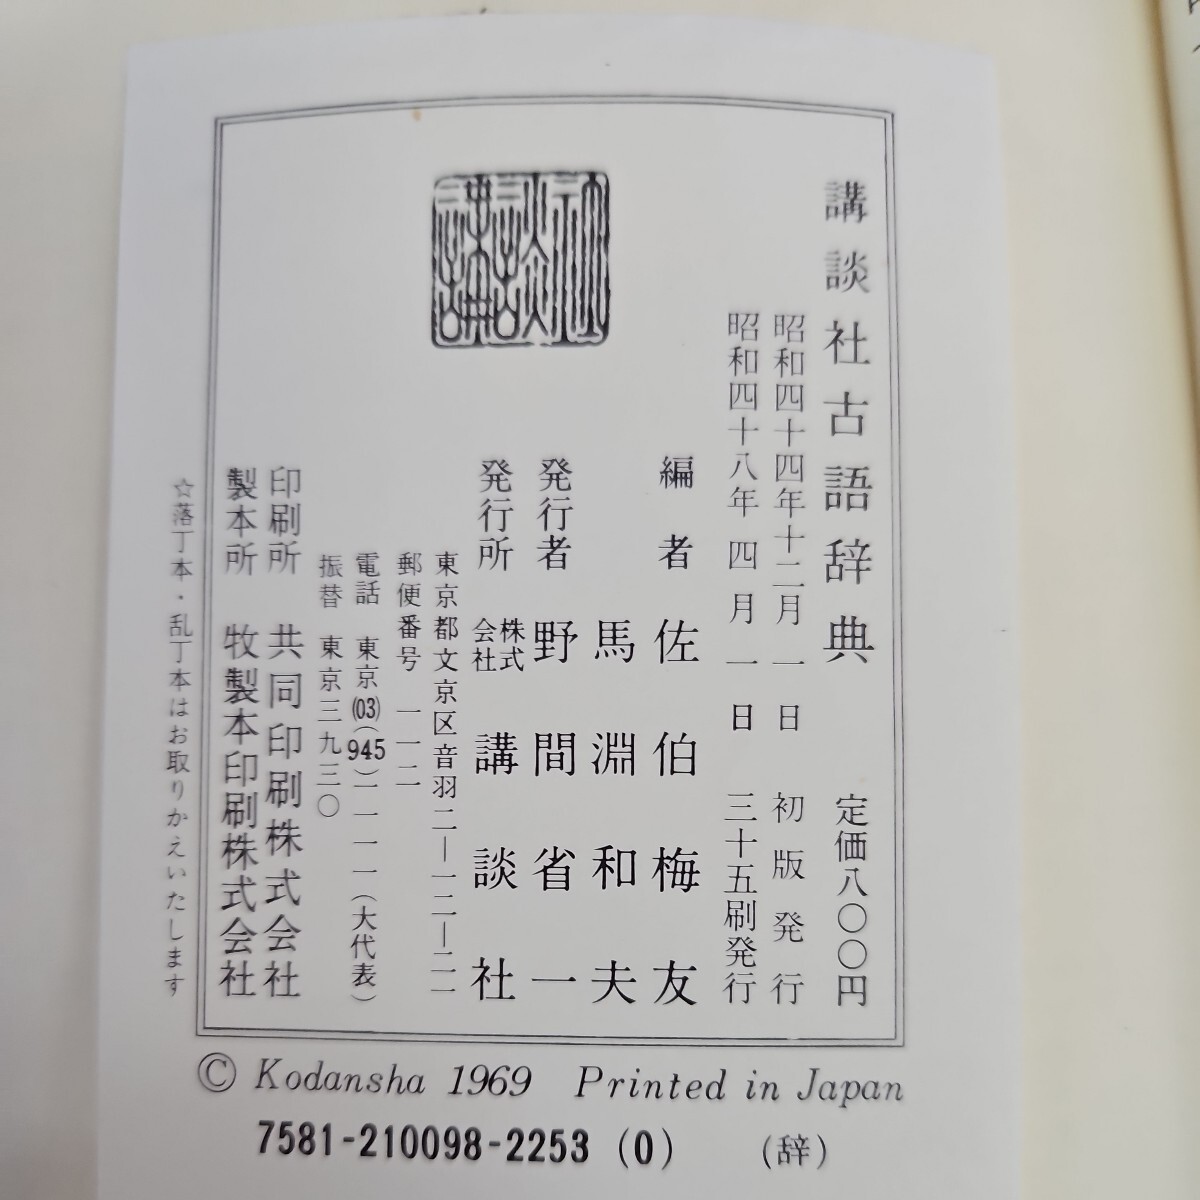 講談社古語辞典 定価八〇〇円
昭和四十四年十二月一日 初版発行
昭和四十八年四月一日 三十五刷発行
編者 佐伯梅友
馬淵和夫
発行者 野間省一
発行所 株式会社 講談社
東京都文京区音羽二―一二―二一
郵便番号 一一二
電話 東京(03)(945)一一一一(大代表)
振替 東京三九三〇
印刷所 共同印刷株式会社
製本所 牧製本印刷株式会社
☆落丁本・乱丁本はお取りかえいたします
講談社
© Kodansha 1969 Printed in Japan
7581-210098-2253 (0) (辞)